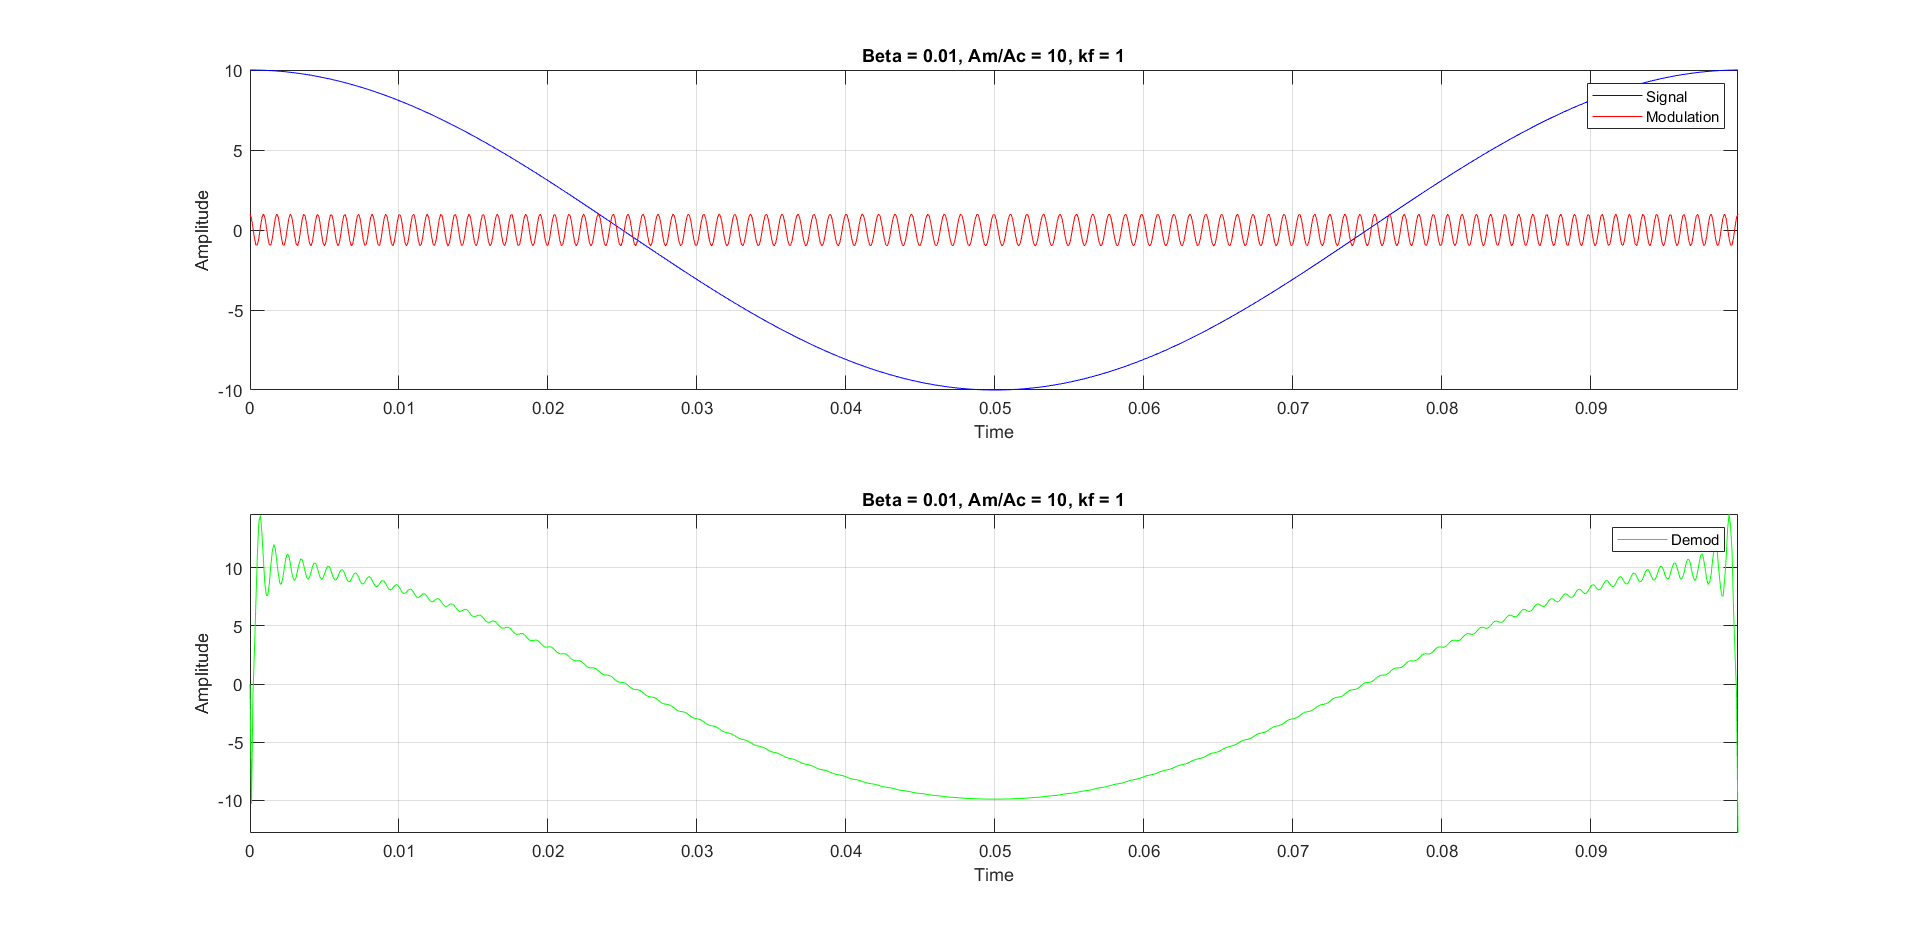 Beta = 0.01, Am/Ac = 10, kf = 1
10
5
0
-5
-10
Amplitude
Signal
Modulation
0 0.01 0.02 0.03 0.04 0.05 0.06 0.07 0.08 0.09
Time
Beta = 0.01, Am/Ac = 10, kf = 1
10
5
0
-5
-10
Amplitude
Demod
0 0.01 0.02 0.03 0.04 0.05 0.06 0.07 0.08 0.09
Time